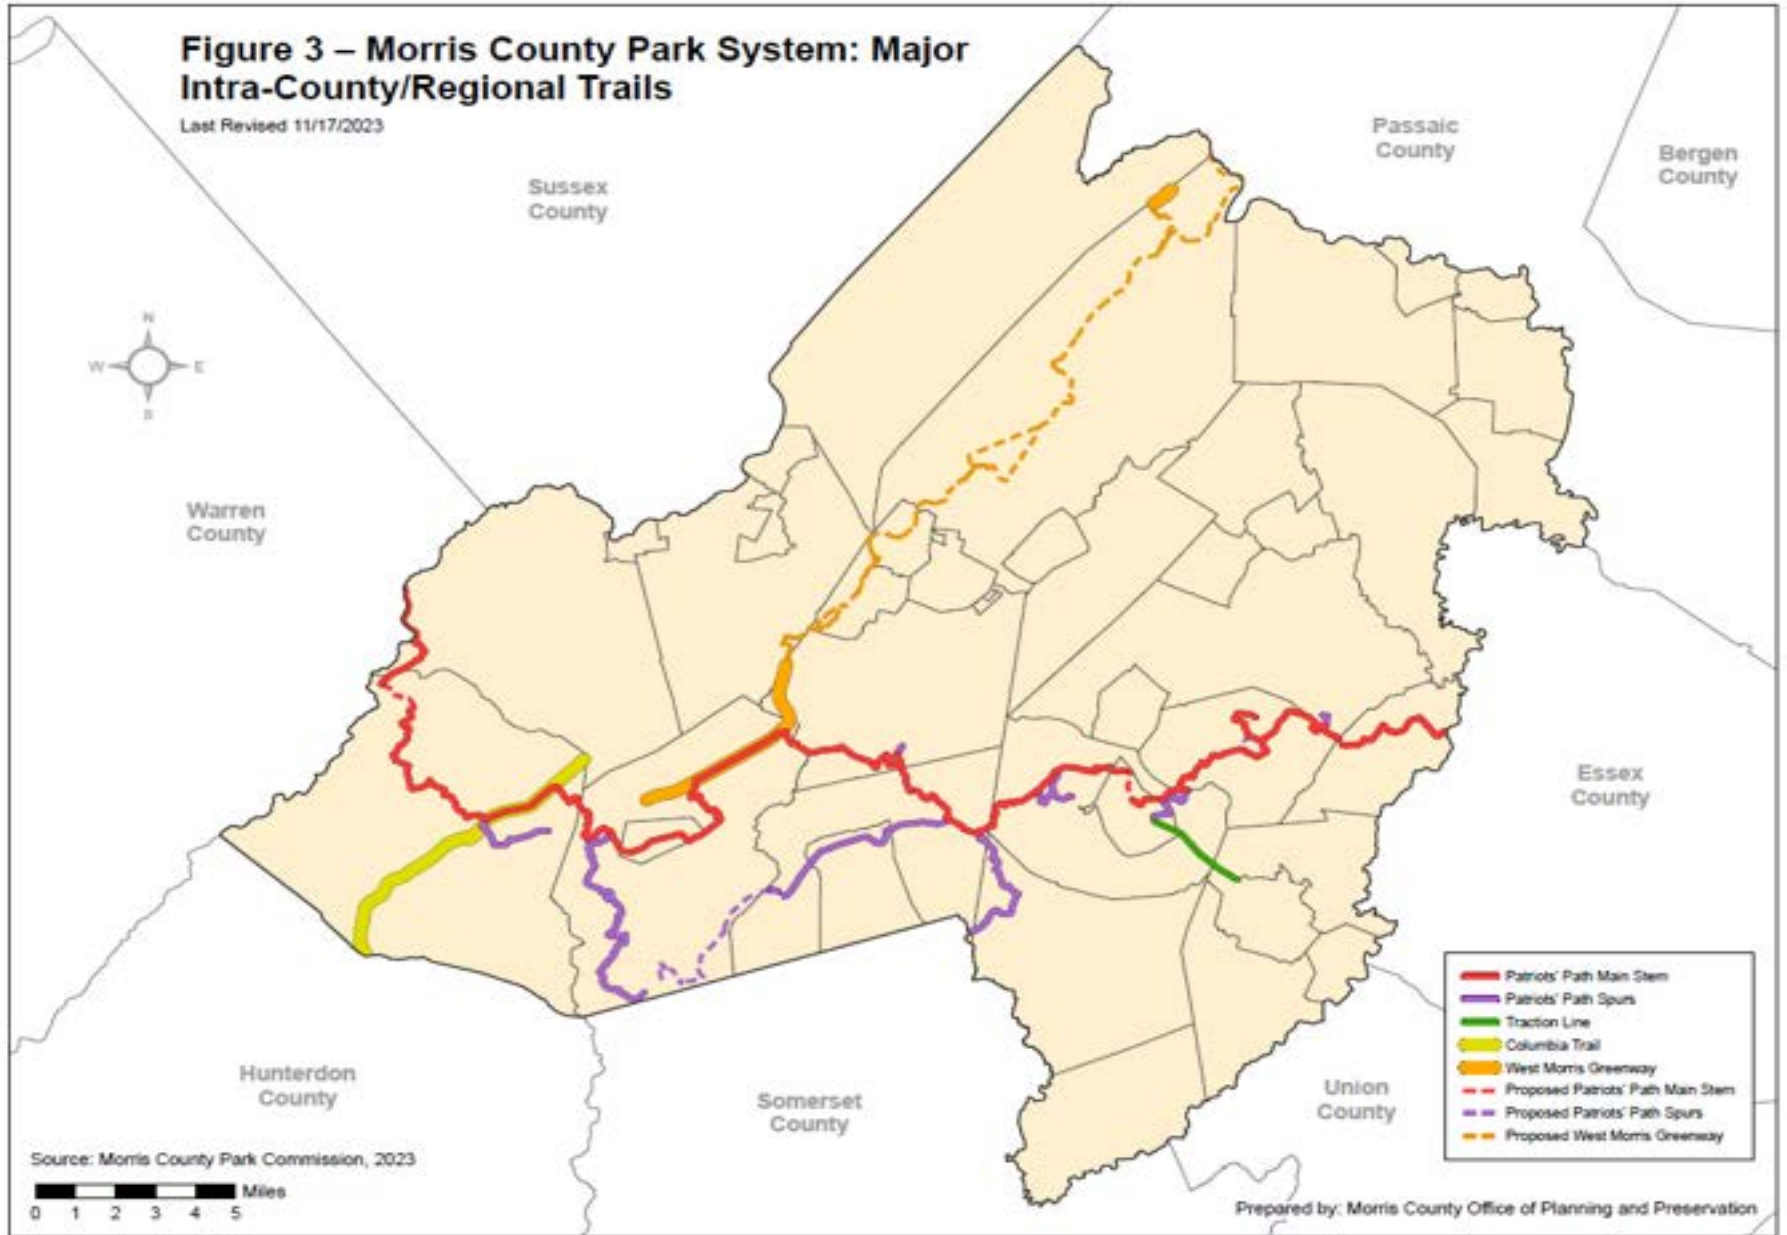 Figure 3 – Morris County Park System: Major
Intra-County/Regional Trails
Last Revised 11/17/2023
Passaic
County
Bergen
County
Sussex
County
N
W
E
S
Warren
County
Essex
County
Hunterdon
County
Somerset
County
Union
County
Patriots' Path Main Stem
Patriots' Path Spurs
Traction Line
Columbia Trail
West Morris Greenway
Proposed Patriots' Path Main Stem
Proposed Patriots' Path Spurs
Proposed West Morris Greenway
Source: Morris County Park Commission, 2023
Miles
0 1 2 3 4 5
Prepared by: Morris County Office of Planning and Preservation